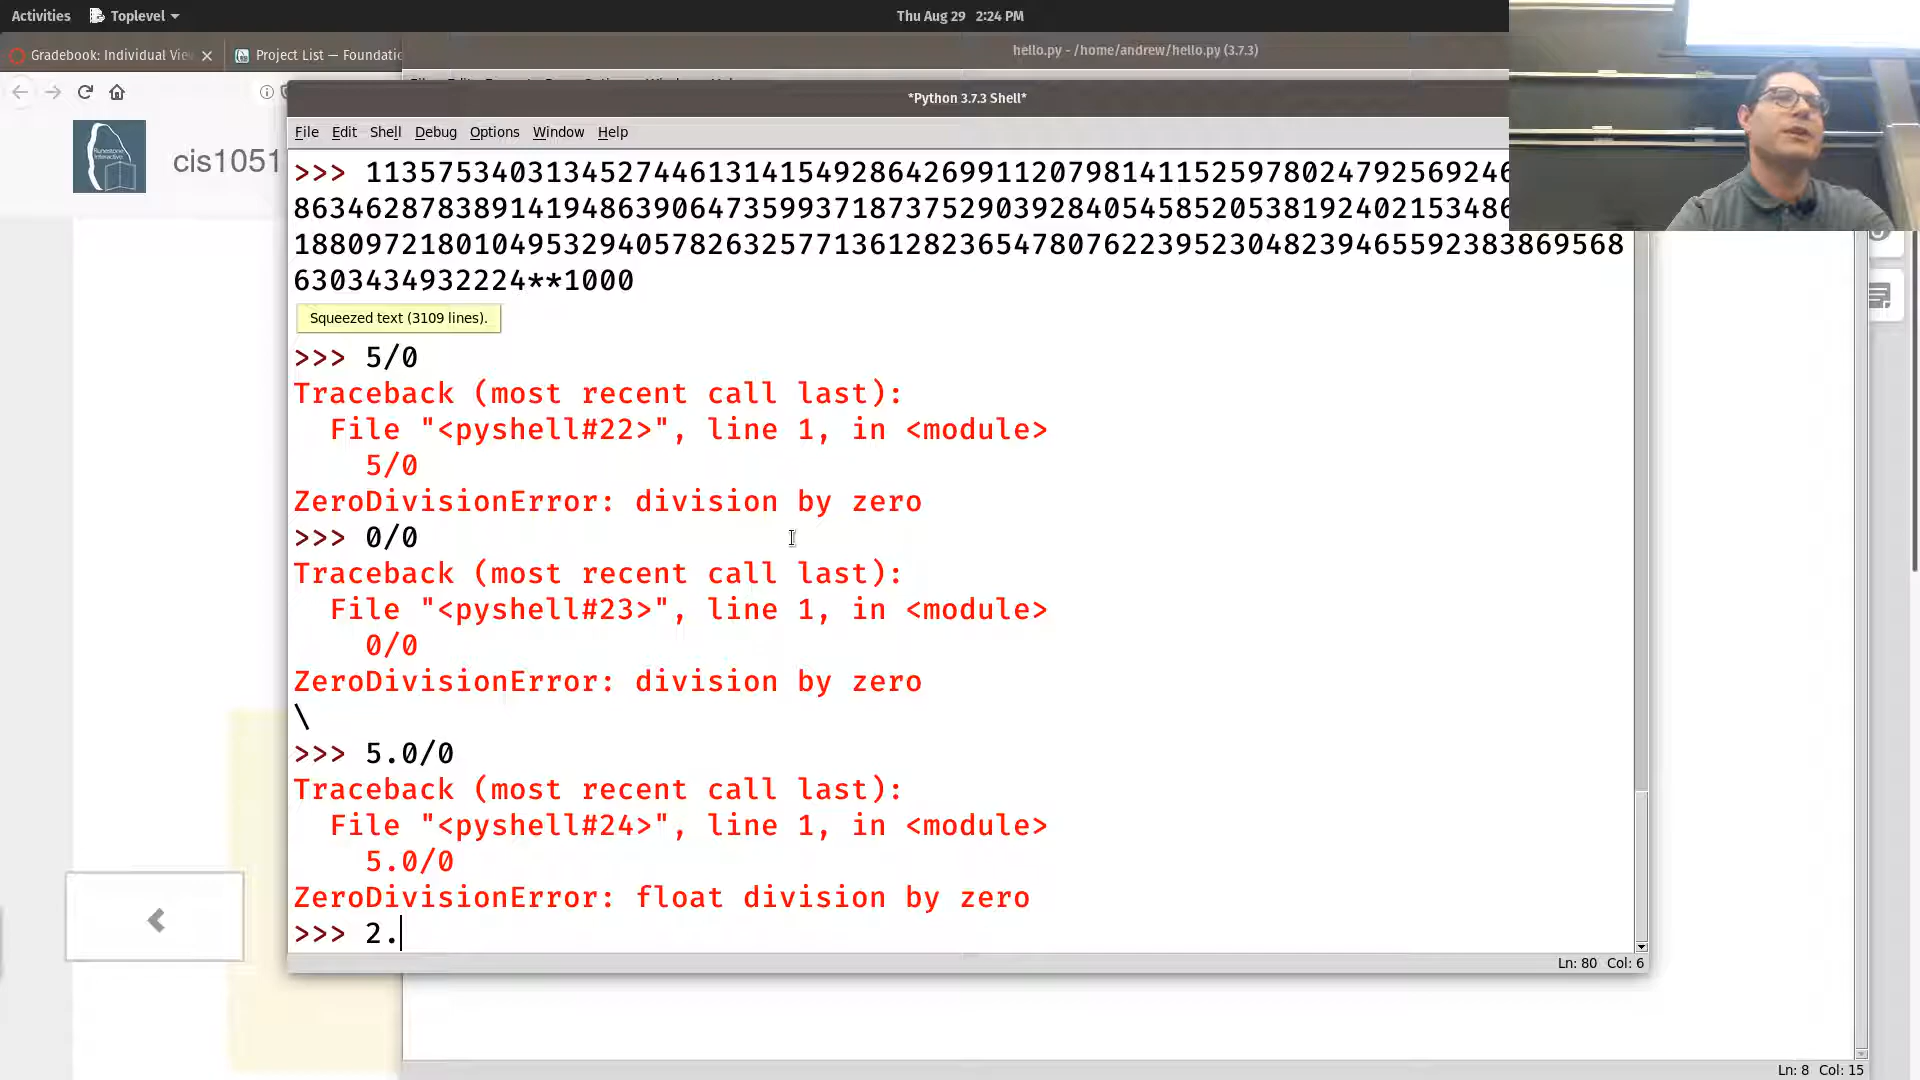 Activities Toplevel Thu Aug 29 2:24 PM
Gradebook: Individual Vie Project List — Foundatio hello.py - /home/andrew/hello.py (3.7.3)
*Python 3.7.3 Shell*
File Edit Shell Debug Options Window Help
cis1051
>>> 113575340313452744613141549286426991120798141152597802479256924
8634628783891419486390647359937187375290392840545852053819240215348
18809721801049532940578263257713612823654780762239523048239465592383869568
6303434932224**1000
Squeezed text (3109 lines).
>>> 5/0
Traceback (most recent call last):
File "<pyshell#22>", line 1, in <module>
5/0
ZeroDivisionError: division by zero
>>> 0/0
Traceback (most recent call last):
File "<pyshell#23>", line 1, in <module>
0/0
ZeroDivisionError: division by zero
\
>>> 5.0/0
Traceback (most recent call last):
File "<pyshell#24>", line 1, in <module>
5.0/0
ZeroDivisionError: float division by zero
>>> 2.
Ln: 80 Col: 6
Ln: 8 Col: 15